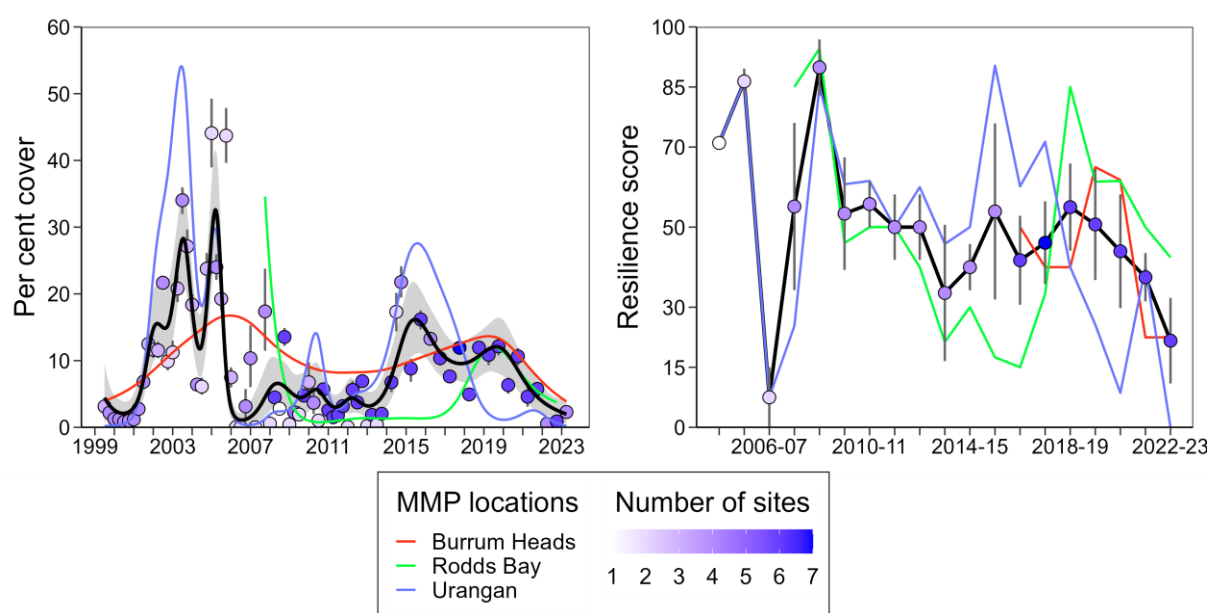 Per cent cover
60
50
40
30
20
10
0
1999 2003 2007 2011 2015 2019 2023
Resilience score
100
85
70
50
30
15
0
2006-07 2010-11 2014-15 2018-19 2022-23
MMP locations
Burrum Heads
Rodds Bay
Urangan
Number of sites
1 2 3 4 5 6 7